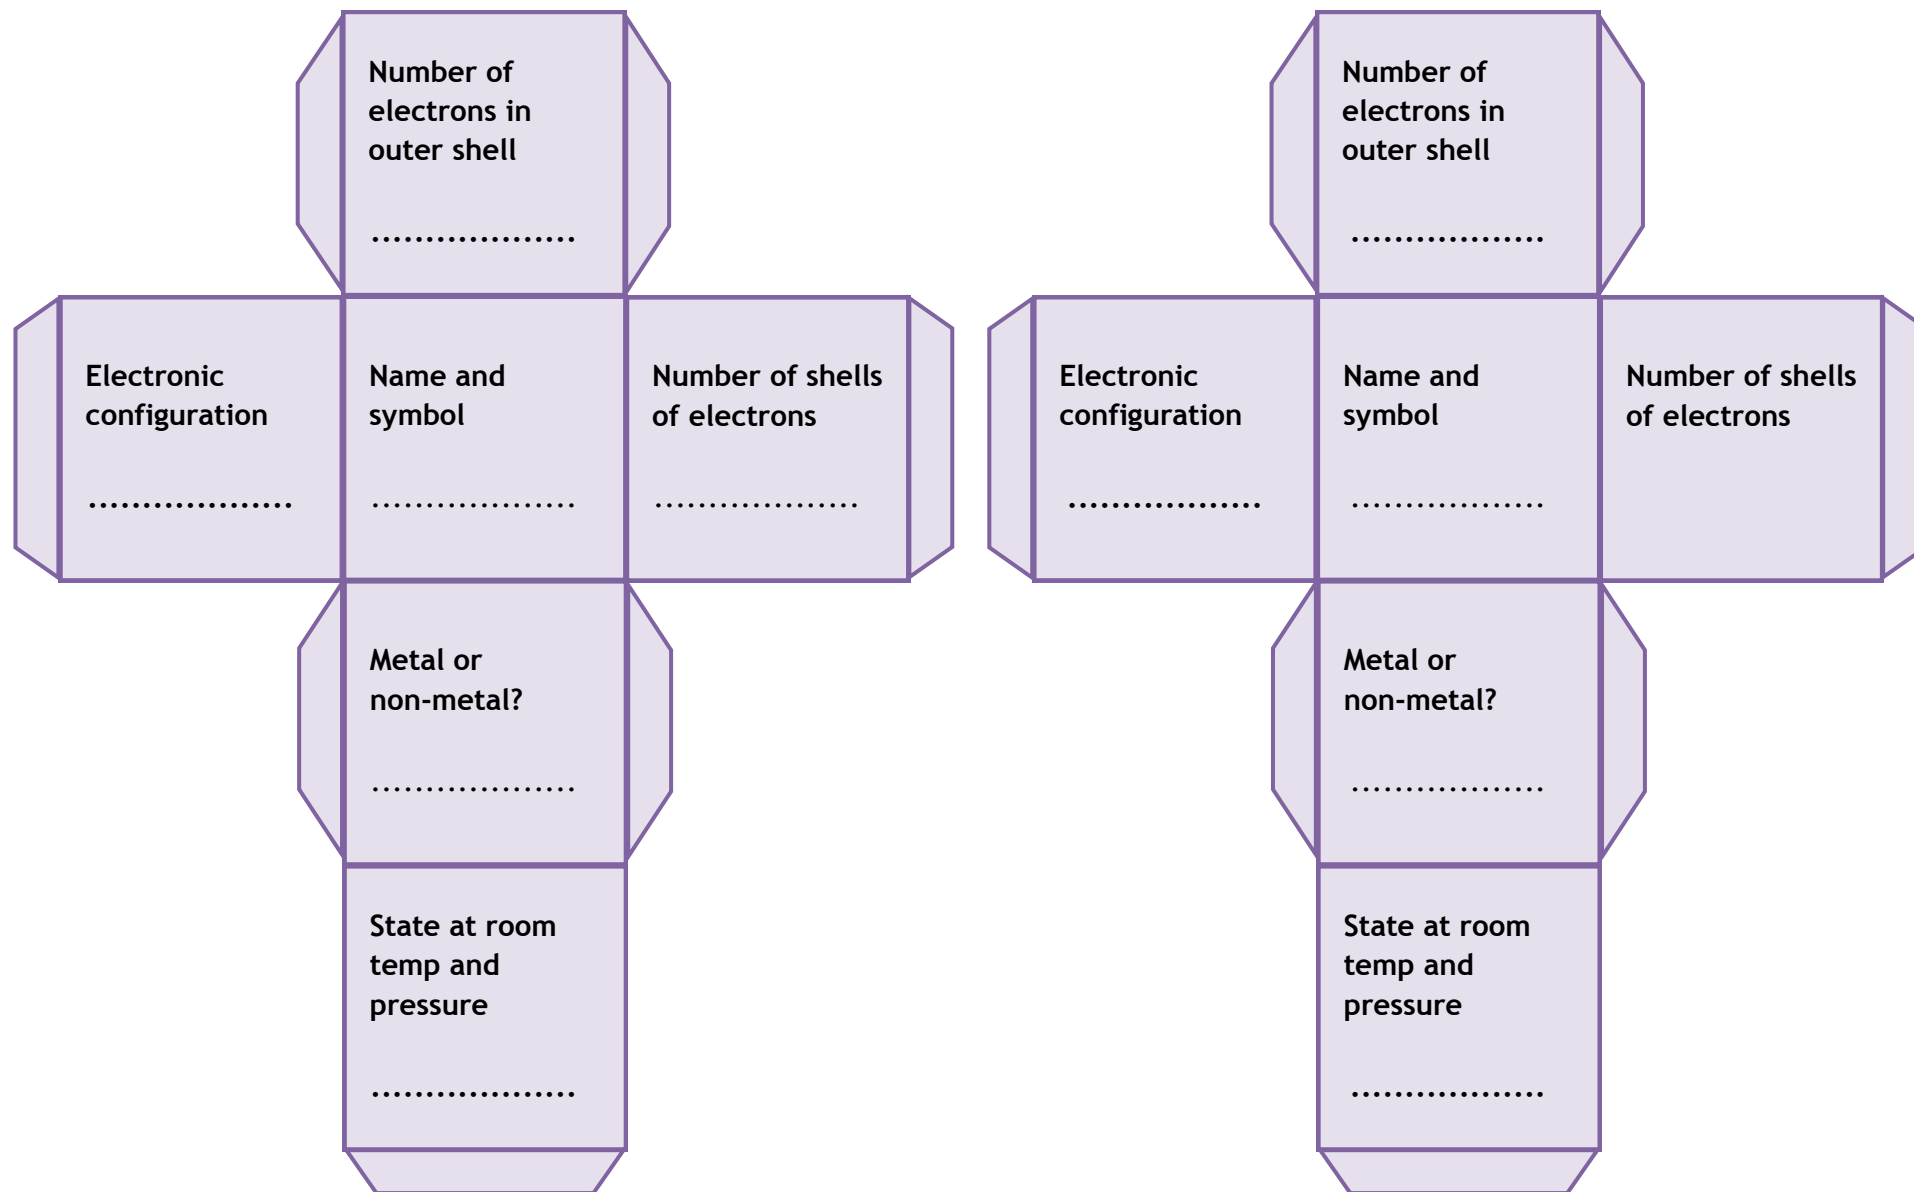 Number of
electrons in
outer shell
...................
Electronic
configuration
...................
Name and
symbol
...................
Number of shells
of electrons
...................
Metal or
non-metal?
...................
State at room
temp and
pressure
...................
Number of
electrons in
outer shell
..................
Electronic
configuration
..................
Name and
symbol
..................
Number of shells
of electrons
Metal or
non-metal?
..................
State at room
temp and
pressure
..................